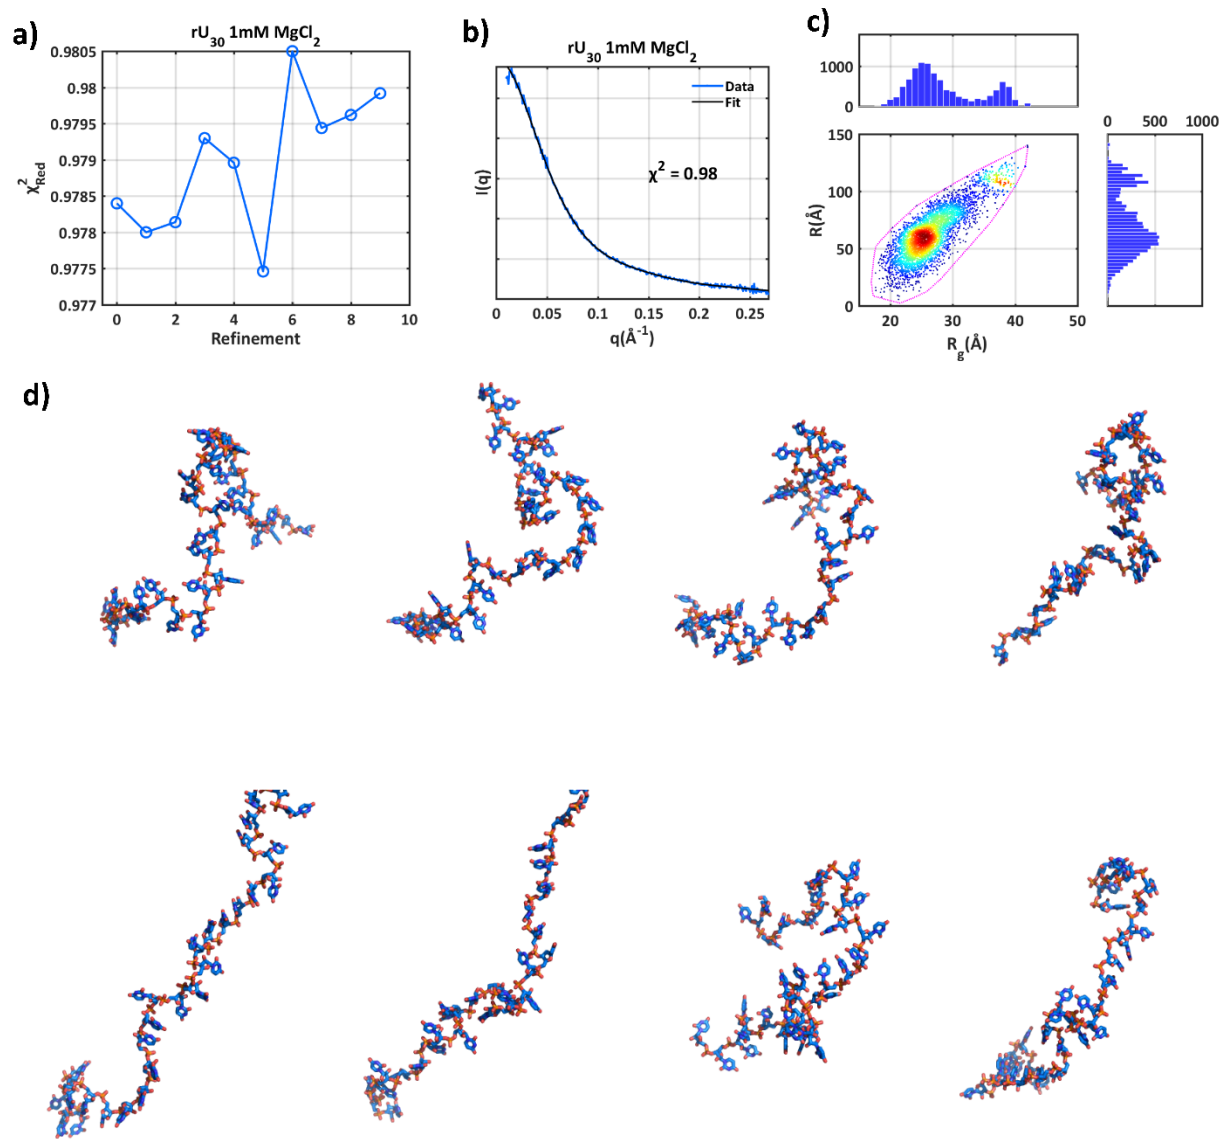 a)
rU30 1mM MgCl2
0.9805
0.98
0.9795
0.979
0.9785
0.978
0.9775
0.977
χ²Red
0 2 4 6 8 10
Refinement
b)
rU30 1mM MgCl2
Data
Fit
χ² = 0.98
I(q)
0 0.05 0.1 0.15 0.2 0.25
q(Å⁻¹)
c)
1000
0
0 500 1000
150
100
50
0
R(Å)
20 30 40 50
Rg(Å)
d)